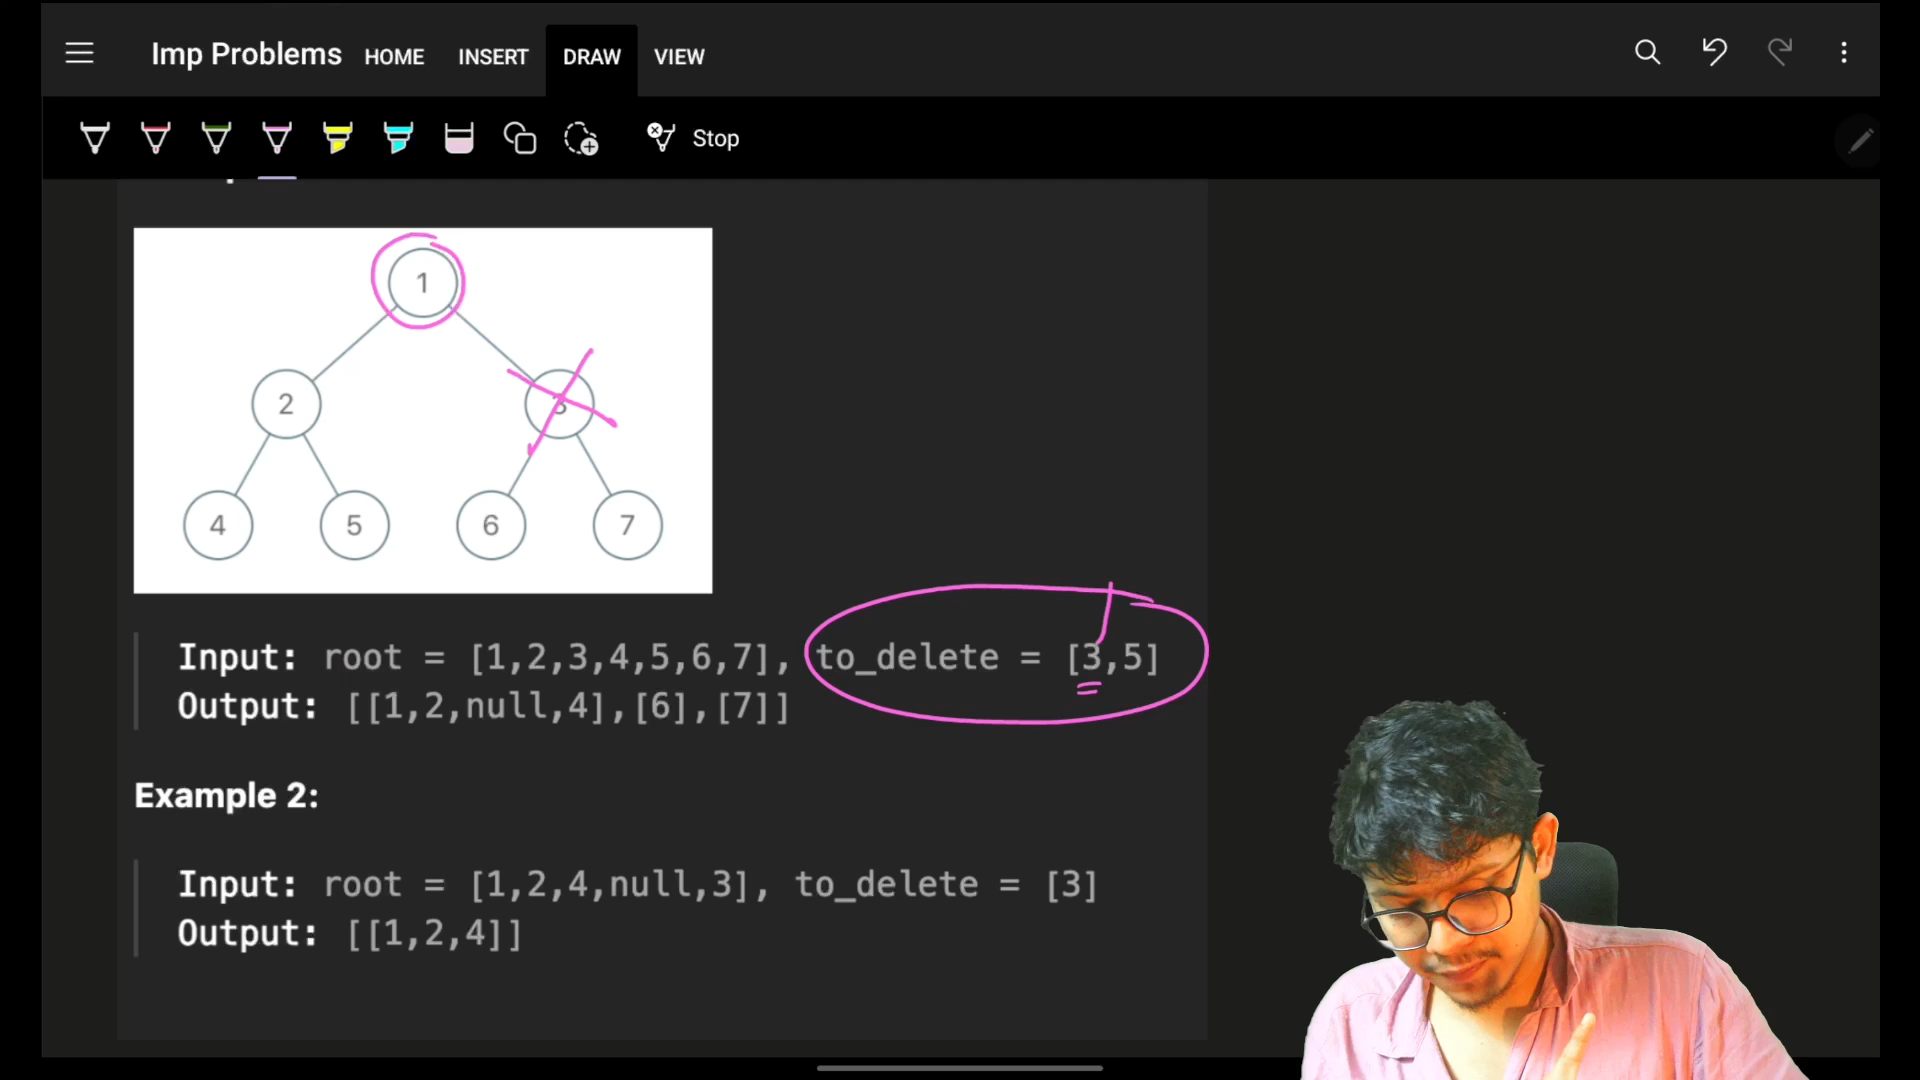 Imp Problems HOME INSERT DRAW VIEW
Stop
1
2 3
4 5 6 7
Input: root = [1,2,3,4,5,6,7], to_delete = [3,5]
Output: [[1,2,null,4],[6],[7]]
Example 2:
Input: root = [1,2,4,null,3], to_delete = [3]
Output: [[1,2,4]]